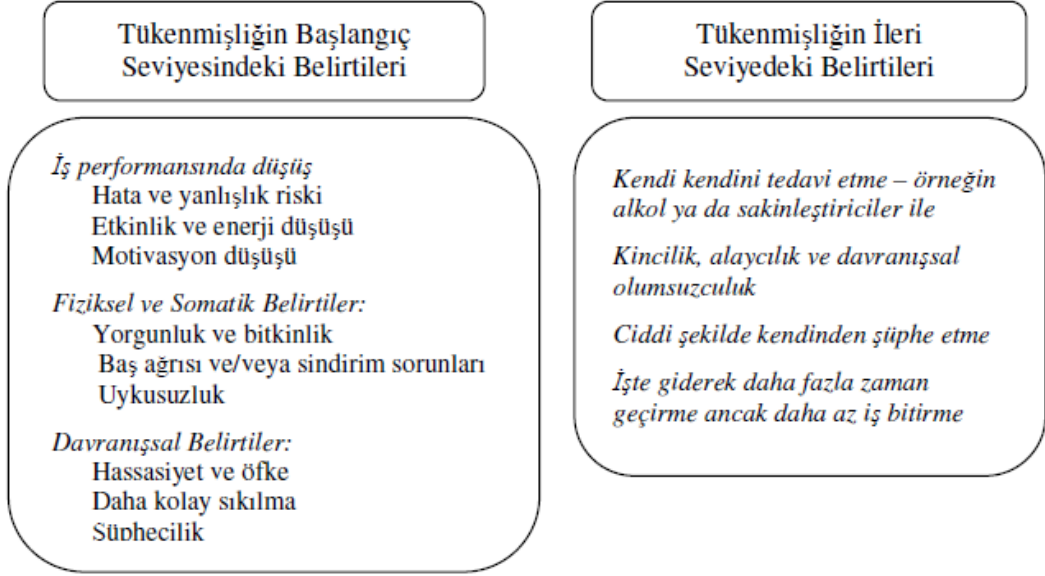 Tükenmişliğin Başlangıç
Seviyesindeki Belirtileri
İş performansında düşüş
Hata ve yanlışlık riski
Etkinlik ve enerji düşüşü
Motivasyon düşüşü
Fiziksel ve Somatik Belirtiler:
Yorgunluk ve bitkinlik
Baş ağrısı ve/veya sindirim sorunları
Uykusuzluk
Davranışsal Belirtiler:
Hassasiyet ve öfke
Daha kolay sıkılma
Şüphecilik
Tükenmişliğin İleri
Seviyedeki Belirtileri
Kendi kendini tedavi etme – örneğin
alkol ya da sakinleştiriciler ile
Kincilik, alaycılık ve davranışsal
olumsuzculuk
Ciddi şekilde kendinden şüphe etme
İşte giderek daha fazla zaman
geçirme ancak daha az iş bitirme